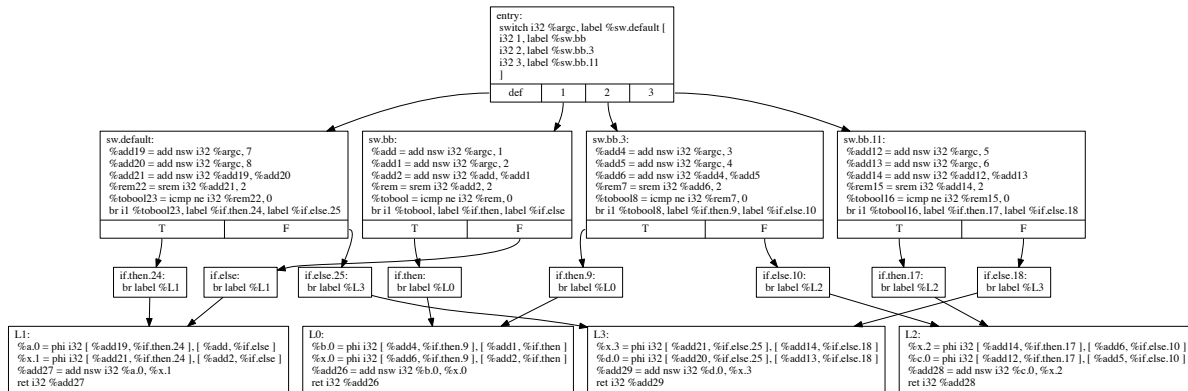 entry:
switch i32 %argc, label %sw.default [
i32 1, label %sw.bb
i32 2, label %sw.bb.3
i32 3, label %sw.bb.11
]
def 1 2 3
sw.default:
%add19 = add nsw i32 %argc, 7
%add20 = add nsw i32 %argc, 8
%add21 = add nsw i32 %add19, %add20
%rem22 = srem i32 %add21, 2
%tobool23 = icmp ne i32 %rem22, 0
br i1 %tobool23, label %if.then.24, label %if.else.25
T F
sw.bb:
%add = add nsw i32 %argc, 1
%add1 = add nsw i32 %argc, 2
%add2 = add nsw i32 %add, %add1
%rem = srem i32 %add2, 2
%tobool = icmp ne i32 %rem, 0
br i1 %tobool, label %if.then, label %if.else
T F
sw.bb.3:
%add4 = add nsw i32 %argc, 3
%add5 = add nsw i32 %argc, 4
%add6 = add nsw i32 %add4, %add5
%rem7 = srem i32 %add6, 2
%tobool8 = icmp ne i32 %rem7, 0
br i1 %tobool8, label %if.then.9, label %if.else.10
T F
sw.bb.11:
%add12 = add nsw i32 %argc, 5
%add13 = add nsw i32 %argc, 6
%add14 = add nsw i32 %add12, %add13
%rem15 = srem i32 %add14, 2
%tobool16 = icmp ne i32 %rem15, 0
br i1 %tobool16, label %if.then.17, label %if.else.18
T F
if.then.24:
br label %L1
if.else:
br label %L1
if.else.25:
br label %L3
if.then:
br label %L0
if.then.9:
br label %L0
if.else.10:
br label %L2
if.then.17:
br label %L2
if.else.18:
br label %L3
L1:
%a.0 = phi i32 [ %add19, %if.then.24 ], [ %add, %if.else ]
%x.1 = phi i32 [ %add21, %if.then.24 ], [ %add2, %if.else ]
%add27 = add nsw i32 %a.0, %x.1
ret i32 %add27
L0:
%b.0 = phi i32 [ %add4, %if.then.9 ], [ %add1, %if.then ]
%x.0 = phi i32 [ %add6, %if.then.9 ], [ %add2, %if.then ]
%add26 = add nsw i32 %b.0, %x.0
ret i32 %add26
L3:
%x.3 = phi i32 [ %add21, %if.else.25 ], [ %add14, %if.else.18 ]
%d.0 = phi i32 [ %add20, %if.else.25 ], [ %add13, %if.else.18 ]
%add29 = add nsw i32 %d.0, %x.3
ret i32 %add29
L2:
%x.2 = phi i32 [ %add14, %if.then.17 ], [ %add6, %if.else.10 ]
%c.0 = phi i32 [ %add12, %if.then.17 ], [ %add5, %if.else.10 ]
%add28 = add nsw i32 %c.0, %x.2
ret i32 %add28